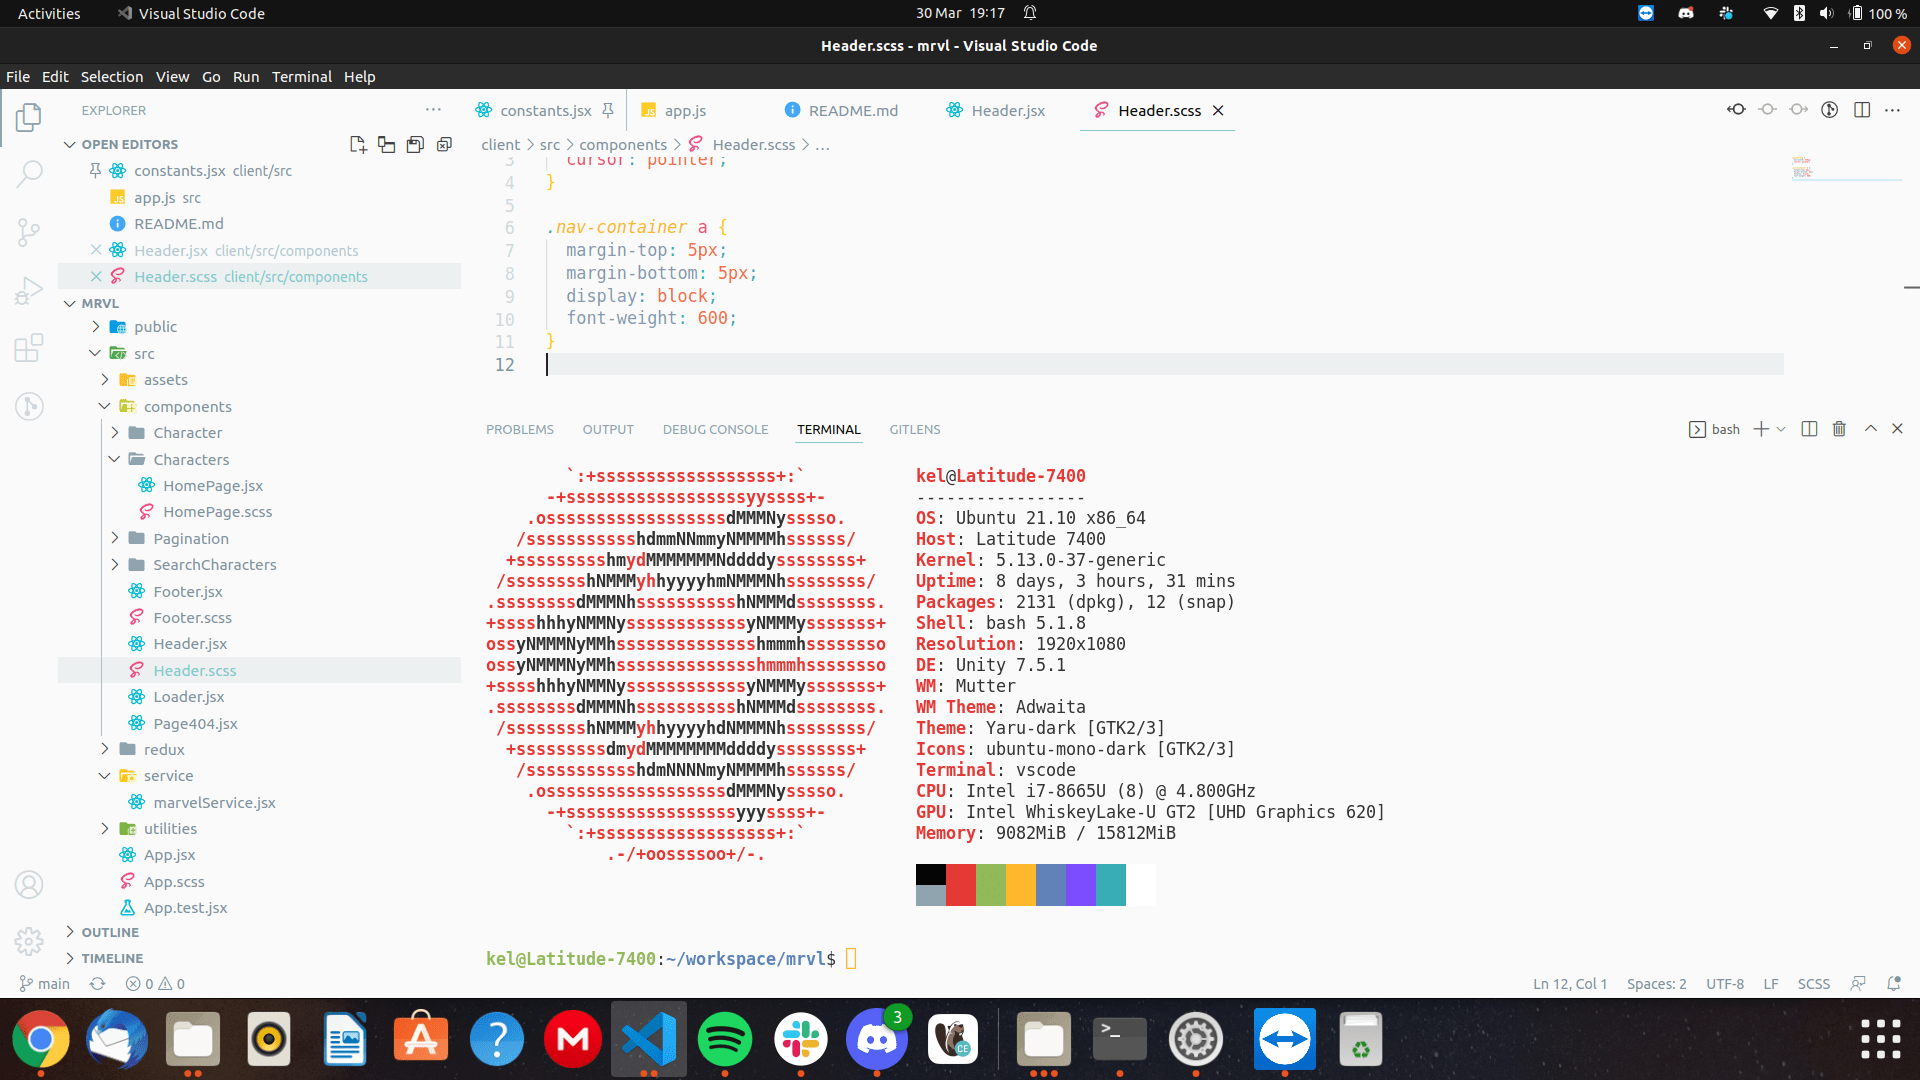 Activities Visual Studio Code 30 Mar 19:17 100 %
Header.scss - mrvl - Visual Studio Code
File Edit Selection View Go Run Terminal Help
EXPLORER
OPEN EDITORS
constants.jsx client/src
app.js src
README.md
Header.jsx client/src/components
Header.scss client/src/components
MRVL
public
src
assets
components
Character
Characters
HomePage.jsx
HomePage.scss
Pagination
SearchCharacters
Footer.jsx
Footer.scss
Header.jsx
Header.scss
Loader.jsx
Page404.jsx
redux
service
marvelService.jsx
utilities
App.jsx
App.scss
App.test.jsx
OUTLINE
TIMELINE
constants.jsx app.js README.md Header.jsx Header.scss
client > src > components > Header.scss > ...
3 cursor: pointer;
4 }
5
6 .nav-container a {
7 margin-top: 5px;
8 margin-bottom: 5px;
9 display: block;
10 font-weight: 600;
11 }
12
PROBLEMS OUTPUT DEBUG CONSOLE TERMINAL GITLENS bash
`:+ssssssssssssssssss+:`
-+ssssssssssssssssssyyssss+-
.ossssssssssssssssssdMMMNysssso.
/ssssssssssshdmmNNmmyNMMMMhssssss/
+ssssssssshmydMMMMMMMNddddyssssssss+
/sssssssshNMMMyhhyyyyhmNMMMNhssssssss/
.ssssssssdMMMNhsssssssssshNMMMdssssssss.
+sssshhhyNMMNyssssssssssssyNMMMysssssss+
ossyNMMMNyMMhsssssssssssssshmmmhssssssso
ossyNMMMNyMMhsssssssssssssshmmmhssssssso
+sssshhhyNMMNyssssssssssssyNMMMysssssss+
.ssssssssdMMMNhsssssssssshNMMMdssssssss.
/sssssssshNMMMyhhyyyyhdNMMMNhssssssss/
+sssssssssdmydMMMMMMMMddddyssssssss+
/ssssssssssshdmNNNNmyNMMMMhssssss/
.ossssssssssssssssssdMMMNysssso.
-+sssssssssssssssssyyyssss+-
`:+ssssssssssssssssss+:`
.-/+oossssoo+/-.
kel@Latitude-7400
-----------------
OS: Ubuntu 21.10 x86_64
Host: Latitude 7400
Kernel: 5.13.0-37-generic
Uptime: 8 days, 3 hours, 31 mins
Packages: 2131 (dpkg), 12 (snap)
Shell: bash 5.1.8
Resolution: 1920x1080
DE: Unity 7.5.1
WM: Mutter
WM Theme: Adwaita
Theme: Yaru-dark [GTK2/3]
Icons: ubuntu-mono-dark [GTK2/3]
Terminal: vscode
CPU: Intel i7-8665U (8) @ 4.800GHz
GPU: Intel WhiskeyLake-U GT2 [UHD Graphics 620]
Memory: 9082MiB / 15812MiB
kel@Latitude-7400:~/workspace/mrvl$
main 0 0 Ln 12, Col 1 Spaces: 2 UTF-8 LF SCSS
3